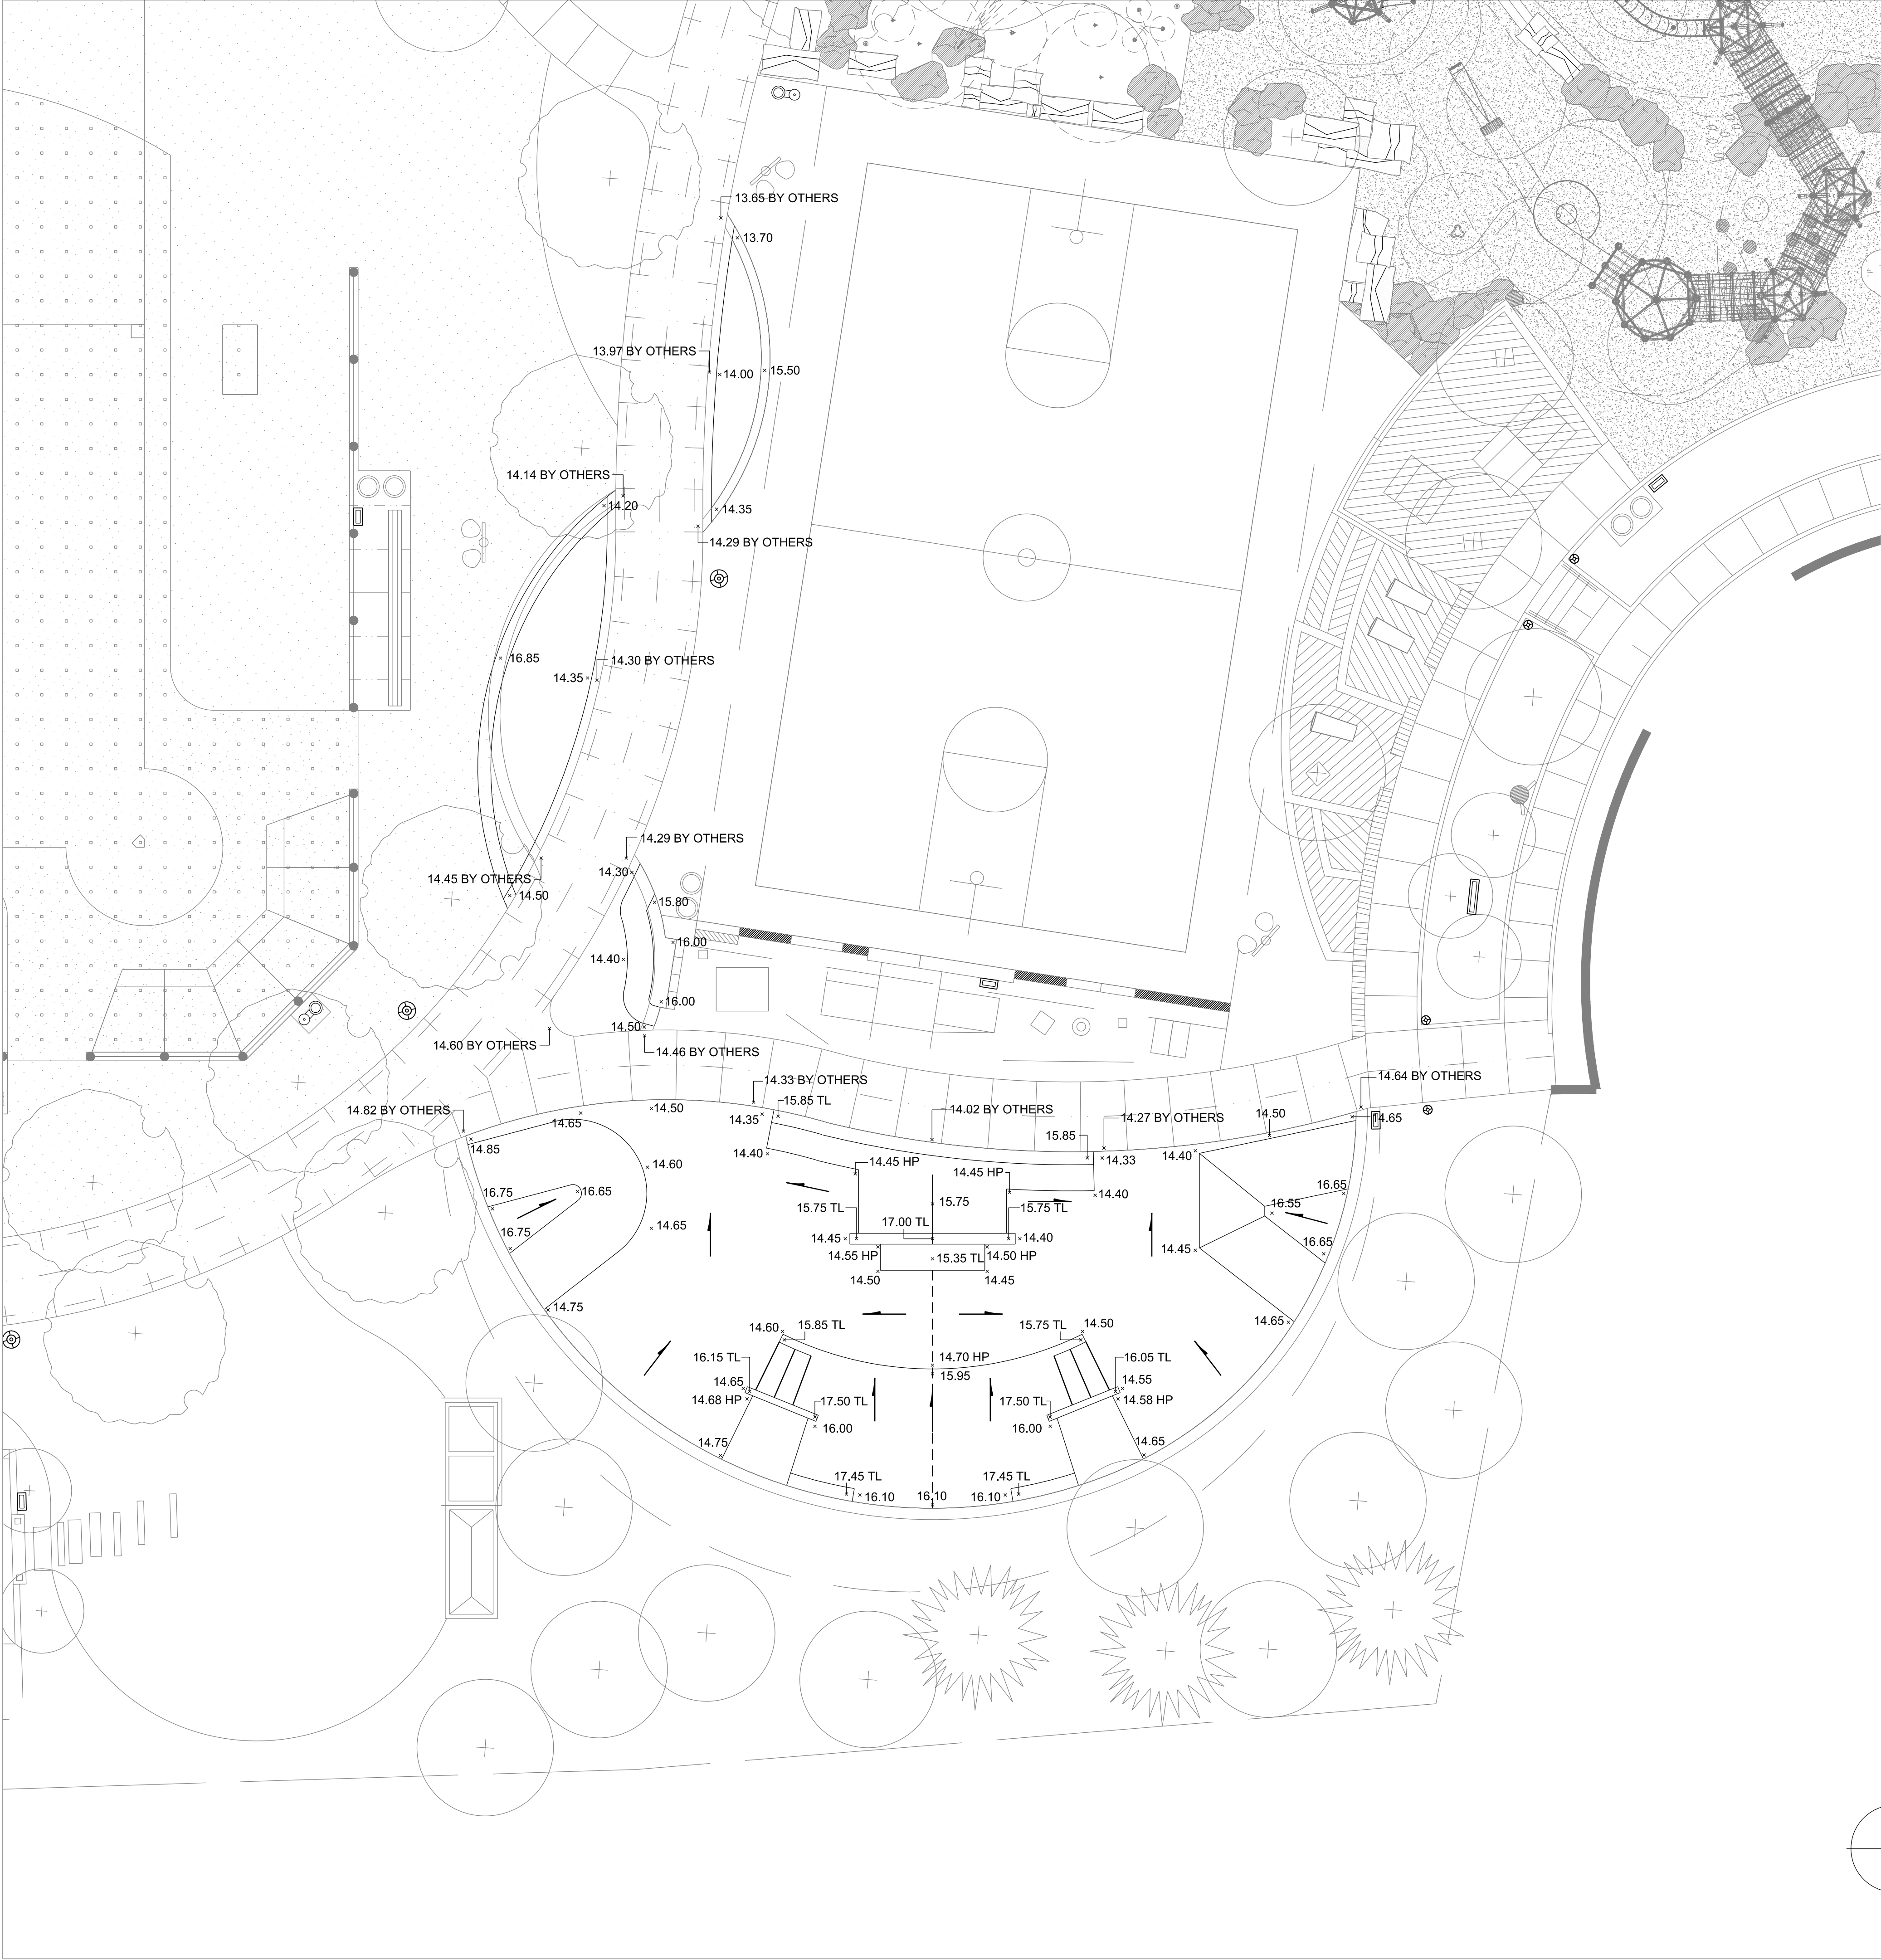 13.65 BY OTHERS
13.70
13.97 BY OTHERS
14.00
15.50
14.14 BY OTHERS
14.20
14.35
14.29 BY OTHERS
16.85
14.30 BY OTHERS
14.35
14.29 BY OTHERS
14.45 BY OTHERS
14.30
14.50
15.80
16.00
14.40
16.00
14.50
14.60 BY OTHERS
14.46 BY OTHERS
14.33 BY OTHERS
14.64 BY OTHERS
15.85 TL
14.82 BY OTHERS
14.50
14.02 BY OTHERS
14.27 BY OTHERS
14.50
14.65
14.65
14.35
14.85
15.85
14.40
14.45 HP
14.45 HP
14.33
14.40
14.60
14.40
16.75
16.65
15.75
16.65
16.55
15.75 TL
15.75 TL
17.00 TL
16.75
14.65
14.45
14.40
14.55 HP
14.50 HP
14.45
16.65
15.35 TL
14.50
14.45
14.75
14.65
14.60
15.85 TL
15.75 TL
14.50
14.70 HP
15.95
16.15 TL
16.05 TL
14.65
14.55
14.68 HP
14.58 HP
17.50 TL
17.50 TL
16.00
16.00
14.75
14.65
17.45 TL
17.45 TL
16.10
16.10
16.10